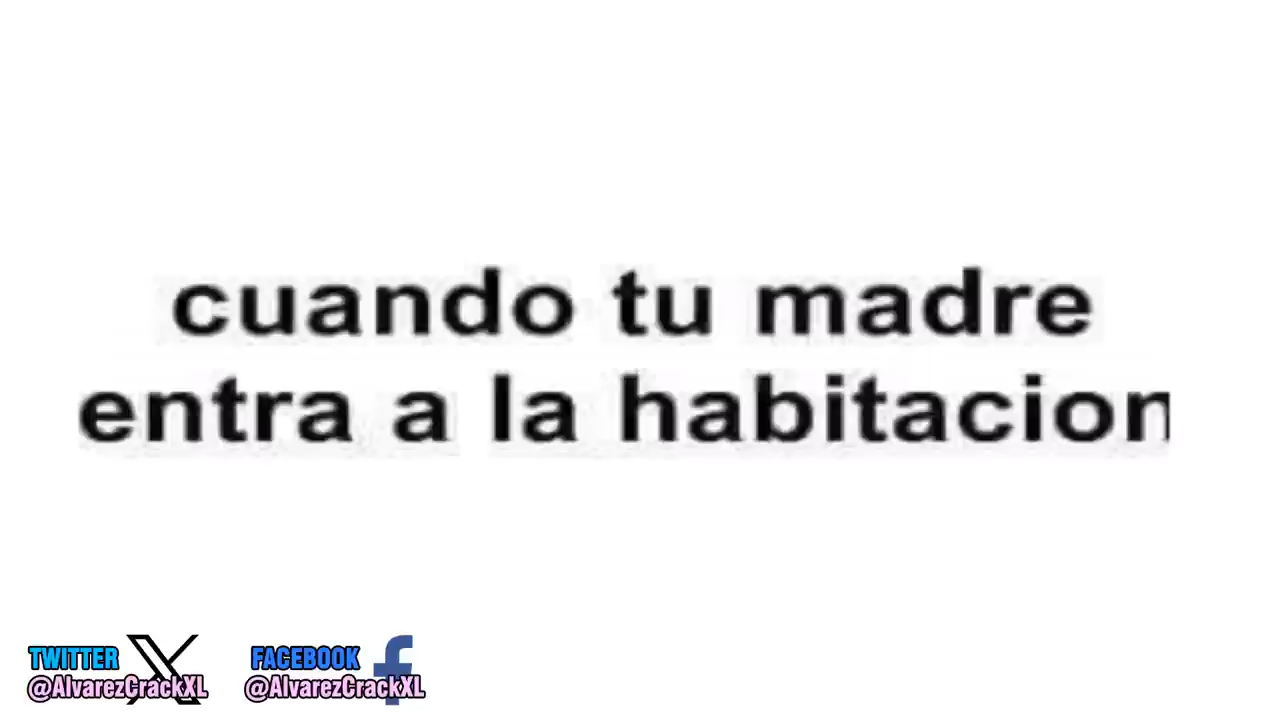 cuando tu madre
entra a la habitacion
TWITTER
@AlvarezCrackXL
FACEBOOK
@AlvarezCrackXL